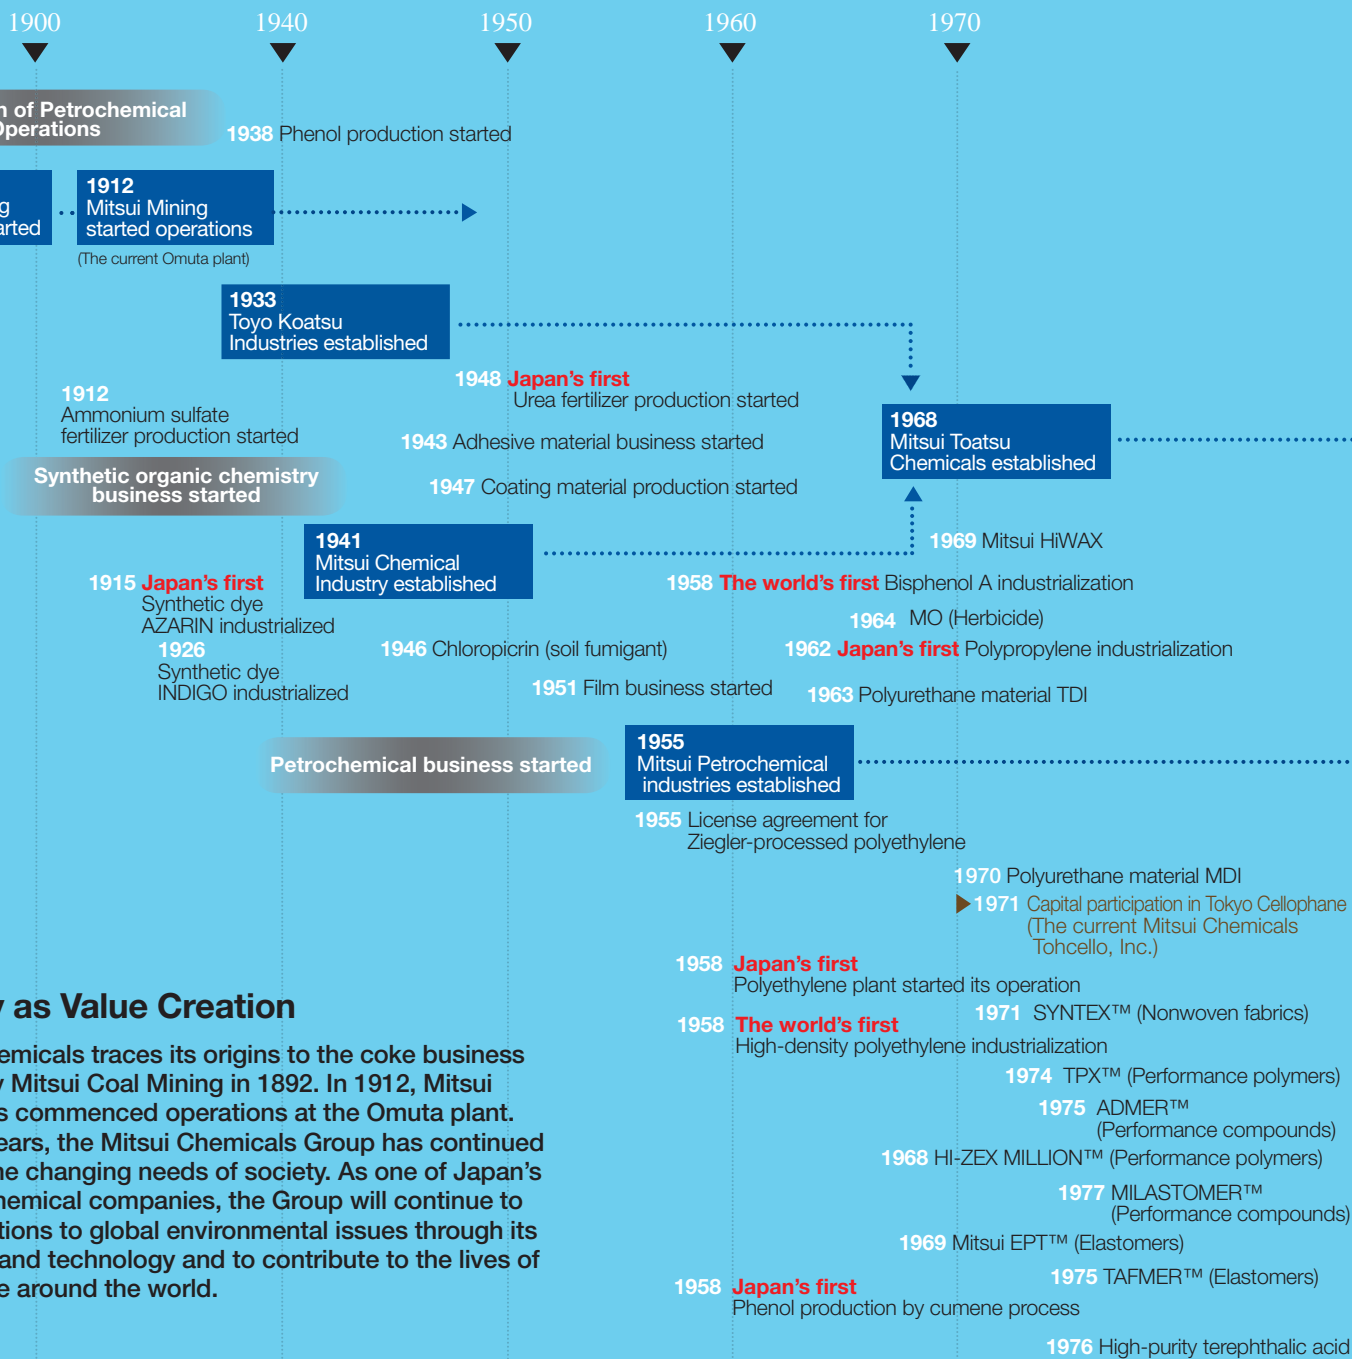 1900
1940
1950
1960
1970
of Petrochemical
Operations
1938 Phenol production started
1912
Mitsui Mining
started operations
(The current Omuta plant)
1933
Toyo Koatsu
Industries established
1948 Japan's first
Urea fertilizer production started
1912
Ammonium sulfate
fertilizer production started
1943 Adhesive material business started
1968
Mitsui Toatsu
Chemicals established
Synthetic organic chemistry
business started
1947 Coating material production started
1941
Mitsui Chemical
Industry established
1969 Mitsui HiWAX
1915 Japan's first
Synthetic dye
AZARIN industrialized
1958 The world's first Bisphenol A industrialization
1964 MO (Herbicide)
1926
Synthetic dye
INDIGO industrialized
1946 Chloropicrin (soil fumigant)
1962 Japan's first Polypropylene industrialization
1951 Film business started
1963 Polyurethane material TDI
Petrochemical business started
1955
Mitsui Petrochemical
industries established
1955 License agreement for
Ziegler-processed polyethylene
1970 Polyurethane material MDI
1971 Capital participation in Tokyo Cellophane
(The current Mitsui Chemicals
Tohcello, Inc.)
1958 Japan's first
Polyethylene plant started its operation
1971 SYNTEX™ (Nonwoven fabrics)
1958 The world's first
High-density polyethylene industrialization
1974 TPX™ (Performance polymers)
1975 ADMER™
(Performance compounds)
1968 HI-ZEX MILLION™ (Performance polymers)
1977 MILASTOMER™
(Performance compounds)
1969 Mitsui EPT™ (Elastomers)
1975 TAFMER™ (Elastomers)
1958 Japan's first
Phenol production by cumene process
1976 High-purity terephthalic acid
as Value Creation
emicals traces its origins to the coke business
Mitsui Coal Mining in 1892. In 1912, Mitsui
s commenced operations at the Omuta plant.
ears, the Mitsui Chemicals Group has continued
he changing needs of society. As one of Japan's
hemical companies, the Group will continue to
tions to global environmental issues through its
and technology and to contribute to the lives of
e around the world.